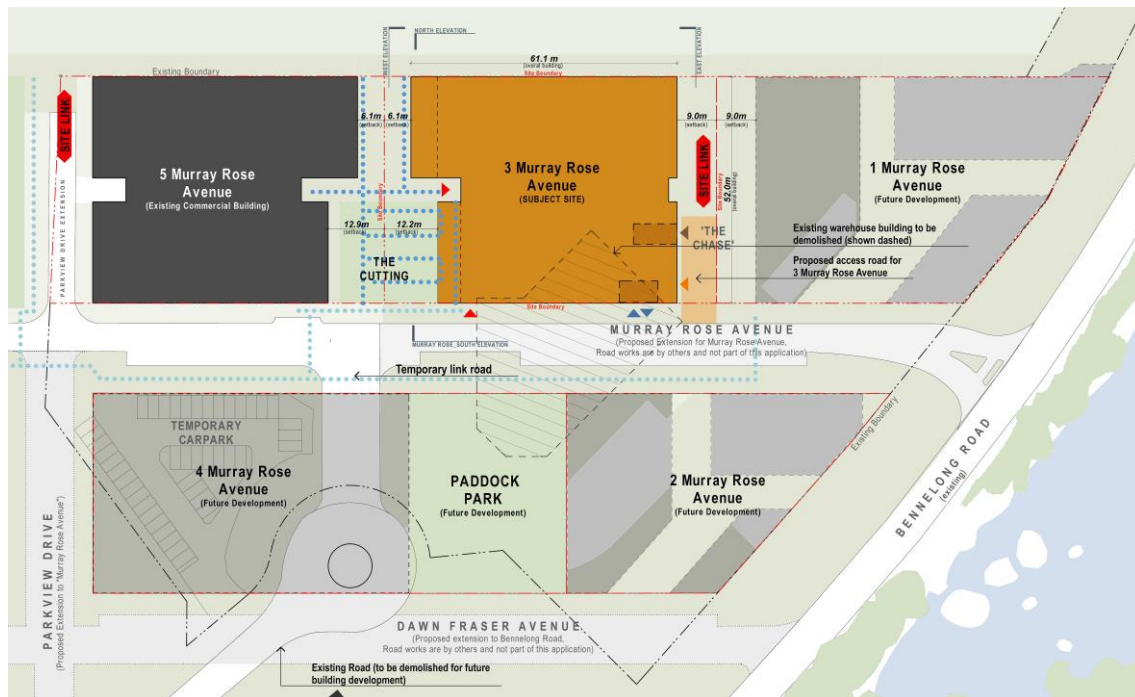 NORTH ELEVATION
WEST ELEVATION
EAST ELEVATION
61.1 m
(overall building)
Site Boundary
Existing Boundary
SITE LINK
6.1m
(setback)
6.1m
(setback)
9.0m
(setback)
9.0m
(setback)
5 Murray Rose
Avenue
(Existing Commercial Building)
3 Murray Rose
Avenue
(SUBJECT SITE)
1 Murray Rose
Avenue
(Future Development)
SITE LINK
Site Boundary
52.0m
(overall building)
Site Boundary
PARKVIEW DRIVE EXTENSION
12.9m
(setback)
12.2m
(setback)
'THE
CHASE'
Existing warehouse building to be
demolished (shown dashed)
THE
CUTTING
Proposed access road for
3 Murray Rose Avenue
Site Boundary
MURRAY ROSE AVENUE
(Proposed Extension for Murray Rose Avenue,
Road works are by others and not part of this application)
MURRAY ROSE_SOUTH ELEVATION
Temporary link road
TEMPORARY
CARPARK
4 Murray Rose
Avenue
(Future Development)
PADDOCK
PARK
(Future Development)
2 Murray Rose
Avenue
(Future Development)
Existing Boundary
BENNELONG ROAD
(existing)
PARKVIEW DRIVE
(Proposed Extension to "Murray Rose Avenue")
DAWN FRASER AVENUE
(Proposed extension to Bennelong Road,
Road works are by others and not part of this application)
Existing Road (to be demolished for future
building development)